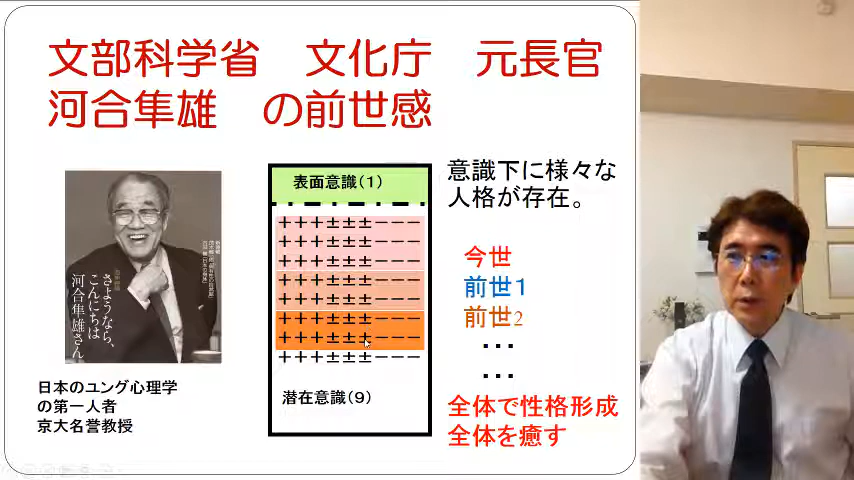 文部科学省　文化庁　元長官
河合隼雄　の前世感
表面意識(1)
+++±±±---
+++±±±---
+++±±±---
+++±±±---
+++±±±---
+++±±±---
+++±±±---
+++±±±---
潜在意識(9)
意識下に様々な
人格が存在。
今世
前世1
前世2
・・・
・・・
全体で性格形成
全体を癒す
さようなら、
こんにちは
河合隼雄さん
日本のユング心理学
の第一人者
京大名誉教授